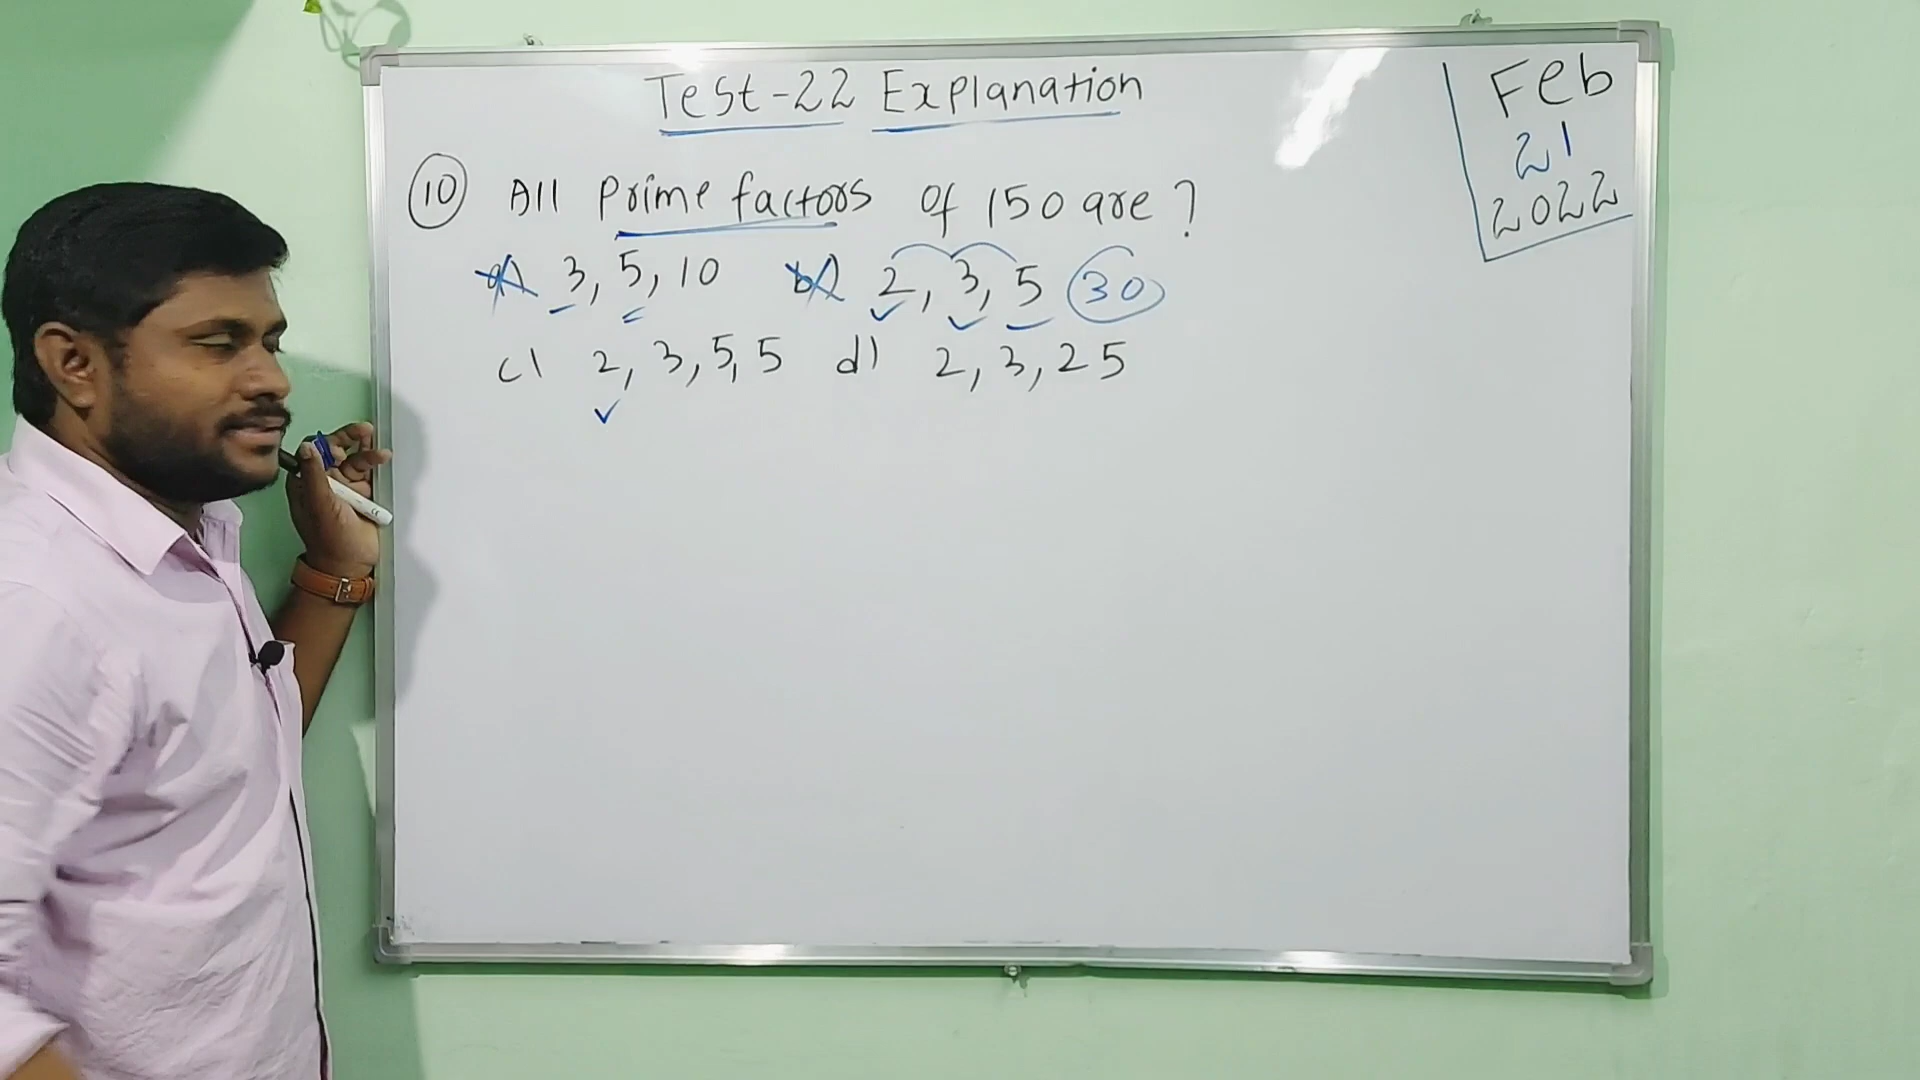 Test-22 Explanation
Feb
21
2022
10 All Prime factors of 150 are ?
a) 3, 5, 10 b) 2, 3, 5 30
c) 2, 3, 5, 5 d) 2, 3, 25